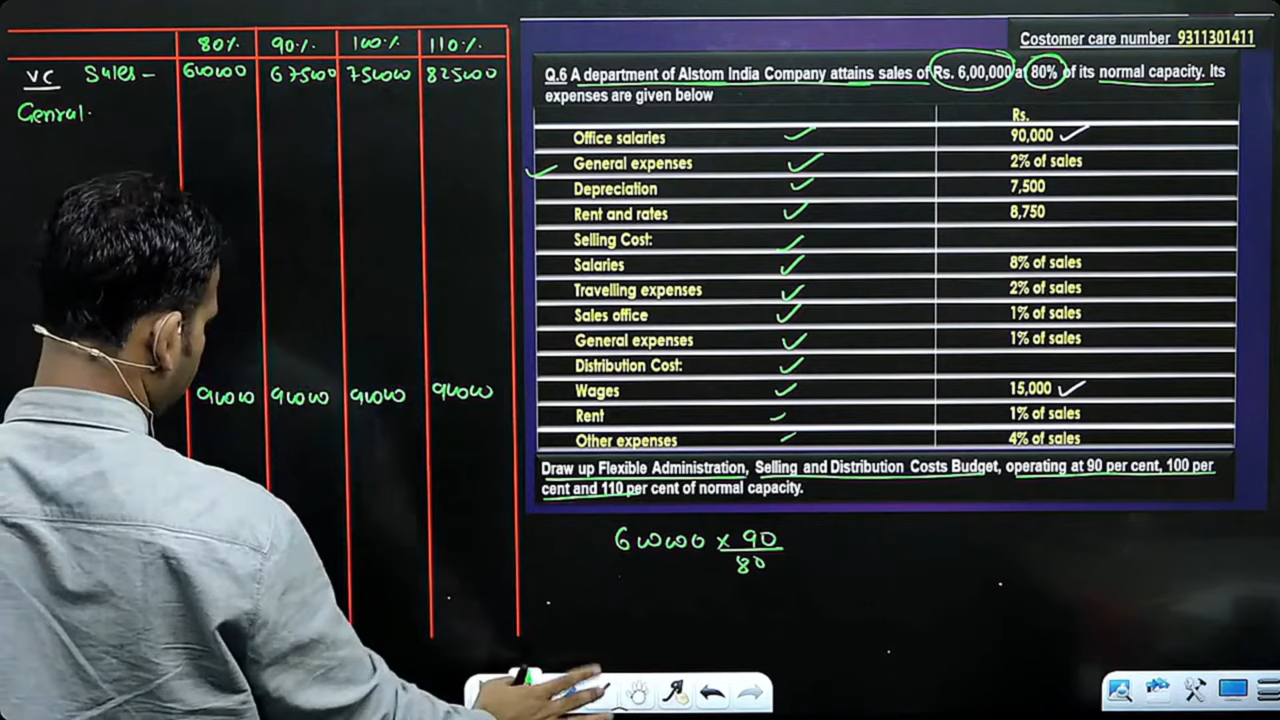 Costomer care number 9311301411
80% 90% 100% 110%
VC Sales - 600000 675000 750000 825000
Genral.
90000 90000 90000 90000
Q.6 A department of Alstom India Company attains sales of Rs. 6,00,000 at 80% of its normal capacity. Its
expenses are given below
Rs.
Office salaries 90,000
General expenses 2% of sales
Depreciation 7,500
Rent and rates 8,750
Selling Cost:
Salaries 8% of sales
Travelling expenses 2% of sales
Sales office 1% of sales
General expenses 1% of sales
Distribution Cost:
Wages 15,000
Rent 1% of sales
Other expenses 4% of sales
Draw up Flexible Administration, Selling and Distribution Costs Budget, operating at 90 per cent, 100 per
cent and 110 per cent of normal capacity.
600000 x 90
80